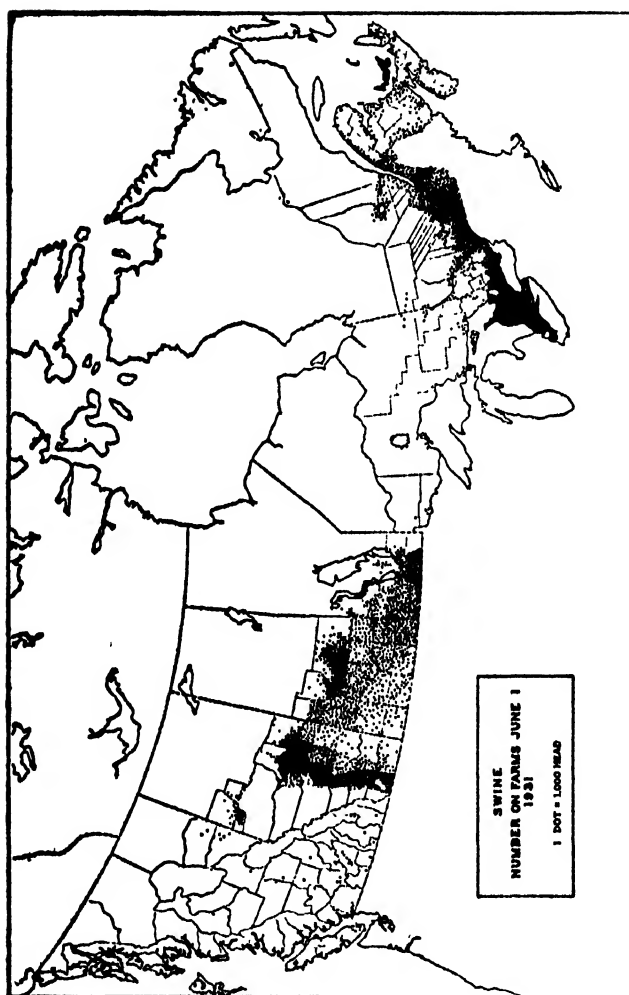 SWINE
NUMBER ON FARMS JUNE 1
1931
1 DOT = 1,000 HEAD